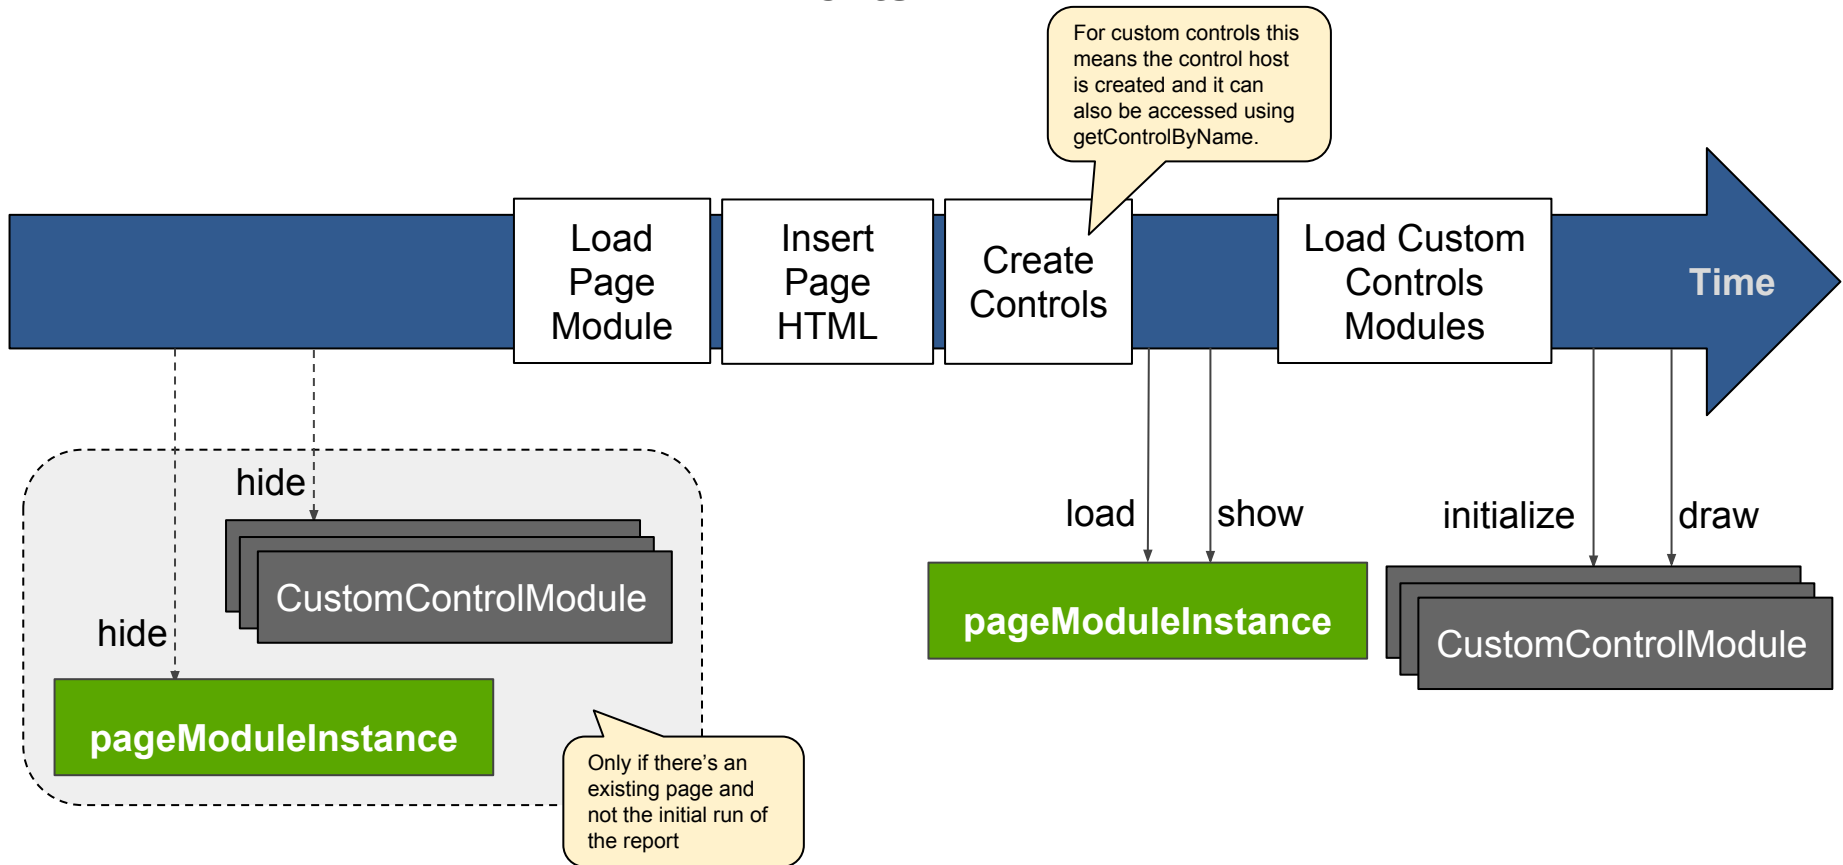 For custom controls this
means the control host
is created and it can
also be accessed using
getControlByName.
Load
Page
Module
Insert
Page
HTML
Create
Controls
Load Custom
Controls
Modules
Time
hide
CustomControlModule
hide
pageModuleInstance
Only if there’s an
existing page and
not the initial run of
the report
load
show
pageModuleInstance
initialize
draw
CustomControlModule